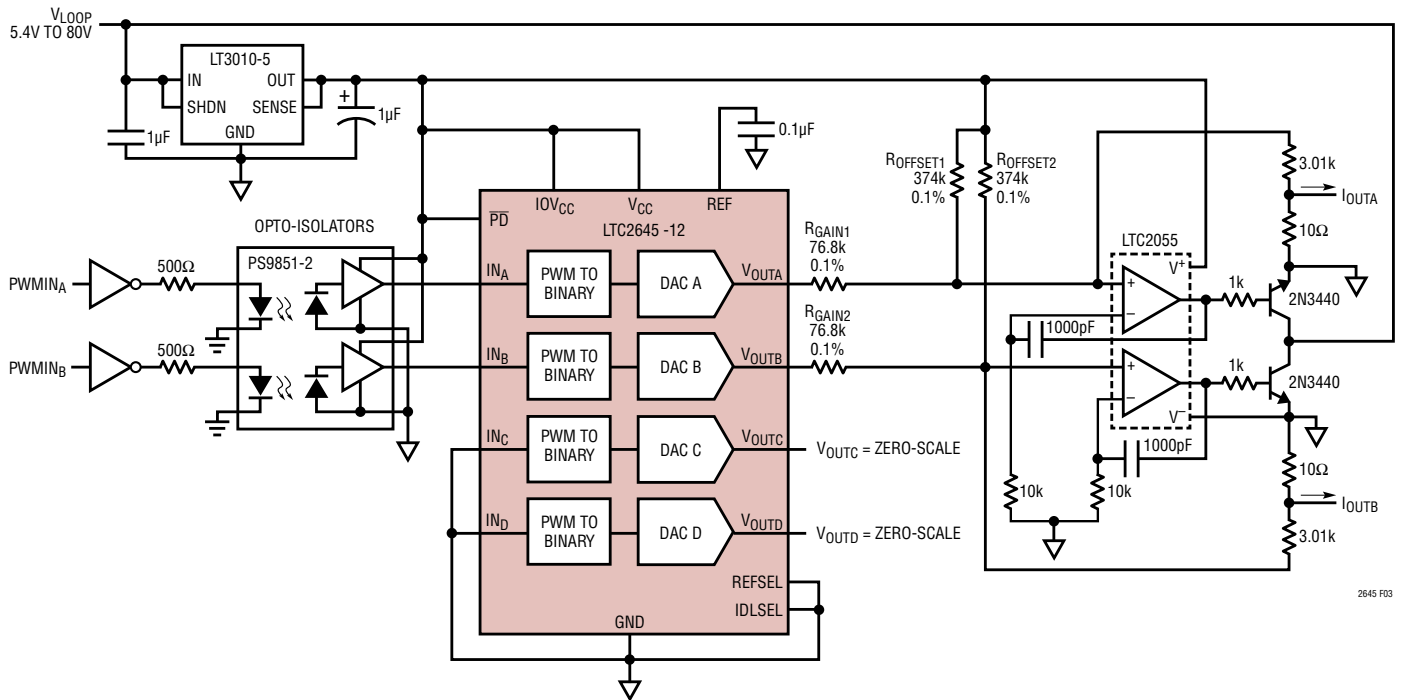 VLOOP
5.4V TO 80V
LT3010-5
IN
OUT
SHDN
SENSE
GND
1µF
+
1µF
0.1µF
ROFFSET1
374k
0.1%
ROFFSET2
374k
0.1%
3.01k
IOUTA
10Ω
OPTO-ISOLATORS
PS9851-2
PD
IOVCC
VCC
REF
LTC2645 -12
RGAIN1
76.8k
0.1%
LTC2055
V+
PWMINA
500Ω
INA
PWM TO
BINARY
DAC A
VOUTA
+
–
1k
2N3440
1000pF
RGAIN2
76.8k
0.1%
PWMINB
500Ω
INB
PWM TO
BINARY
DAC B
VOUTB
+
–
1k
2N3440
V–
1000pF
INC
PWM TO
BINARY
DAC C
VOUTC
VOUTC = ZERO-SCALE
10k
10k
10Ω
IOUTB
IND
PWM TO
BINARY
DAC D
VOUTD
VOUTD = ZERO-SCALE
3.01k
REFSEL
IDLSEL
GND
2645 F03